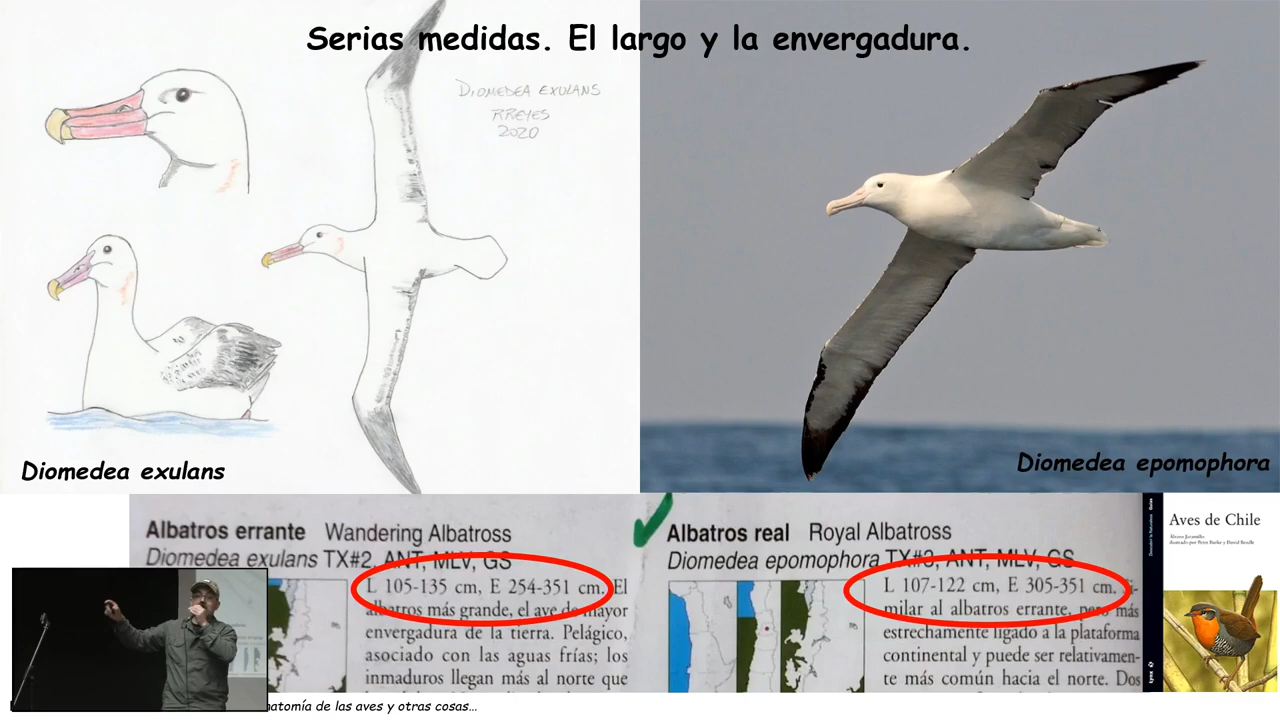 Serias medidas. El largo y la envergadura.
DIOMEDEA EXULANS
RREYES
2020
Diomedea exulans
Diomedea epomophora
Albatros errante Wandering Albatross
Diomedea exulans TX#2, ANT, MLV, GS
L 105-135 cm, E 254-351 cm. El
albatros más grande, el ave de mayor
envergadura de la tierra. Pelágico,
asociado con las aguas frías; los
inmaduros llegan más al norte que
Albatros real Royal Albatross
Diomedea epomophora TX#3, ANT, MLV, GS
L 107-122 cm, E 305-351 cm. Si-
milar al albatros errante, pero más
estrechamente ligado a la plataforma
continental y puede ser relativamen-
te más común hacia el norte. Dos
Aves de Chile
Álvaro Jaramillo
lynx
natomía de las aves y otras cosas…